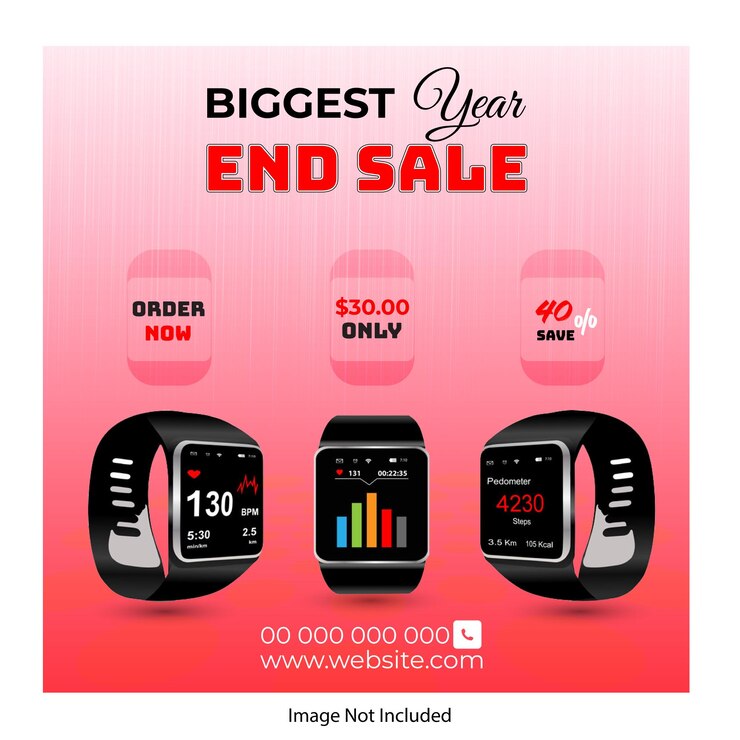 BIGGEST Year
END SALE
ORDER
NOW
$30.00
ONLY
40%
SAVE
130
BPM
5:30
min/km
2.5
km
131 00:22:35
7/10
Pedometer
4230
Steps
3.5 Km 105 Kcal
00 000 000 000
www.website.com
Image Not Included